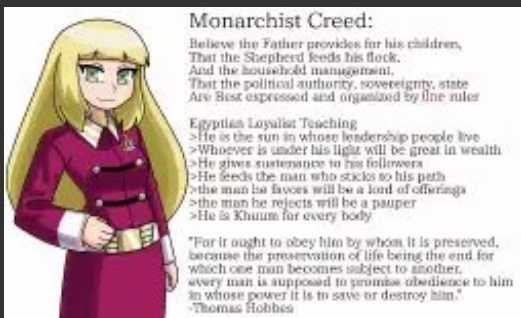 Monarchist Creed:
Believe the Father provides for his children,
That the Shepherd feeds his flock.
And the household management,
That the political authority, sovereignty, state
Are Best expressed and organized by One ruler
Egyptian Loyalist Teaching
>He is the sun in whose leadership people live
>Whoever is under his light will be great in wealth
>He gives sustenance to his followers
>He feeds the man who sticks to his path
>the man he favors will be a lord of offerings
>the man he rejects will be a pauper
>He is Khnum for every body
"For it ought to obey him by whom it is preserved,
because the preservation of life being the end for
which one man becomes subject to another,
every man is supposed to promise obedience to him
in whose power it is to save or destroy him."
-Thomas Hobbes